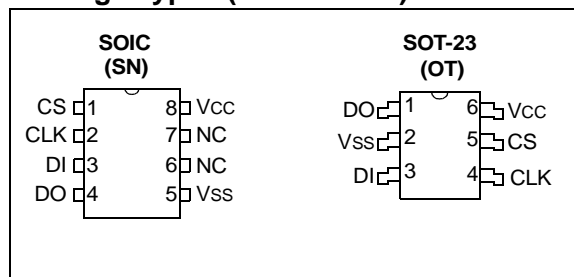 SOIC
(SN)
CS 1 8 VCC
CLK 2 7 NC
DI 3 6 NC
DO 4 5 VSS
SOT-23
(OT)
DO 1 6 VCC
VSS 2 5 CS
DI 3 4 CLK